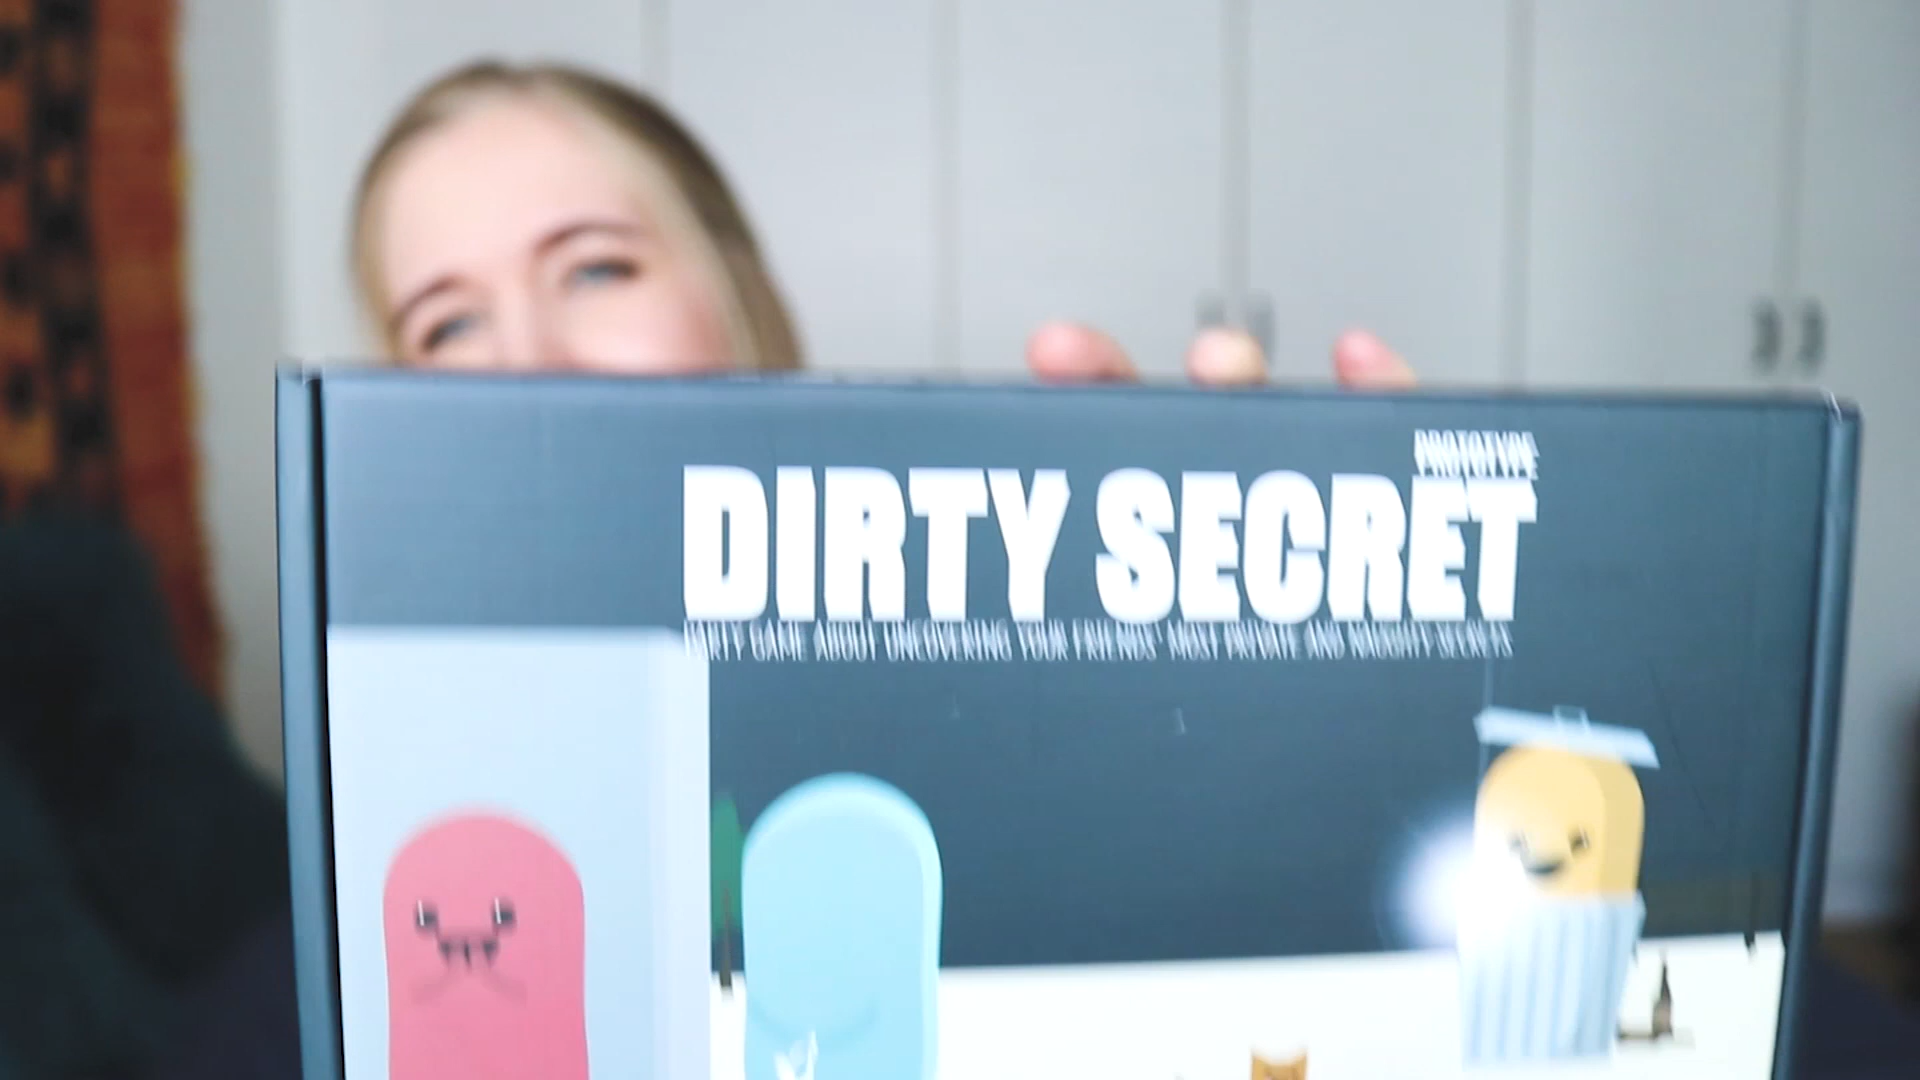 PROTOTYPE
DIRTY SECRET
PARTY GAME ABOUT UNCOVERING YOUR FRIENDS' MOST PRIVATE AND NAUGHTY SECRETS